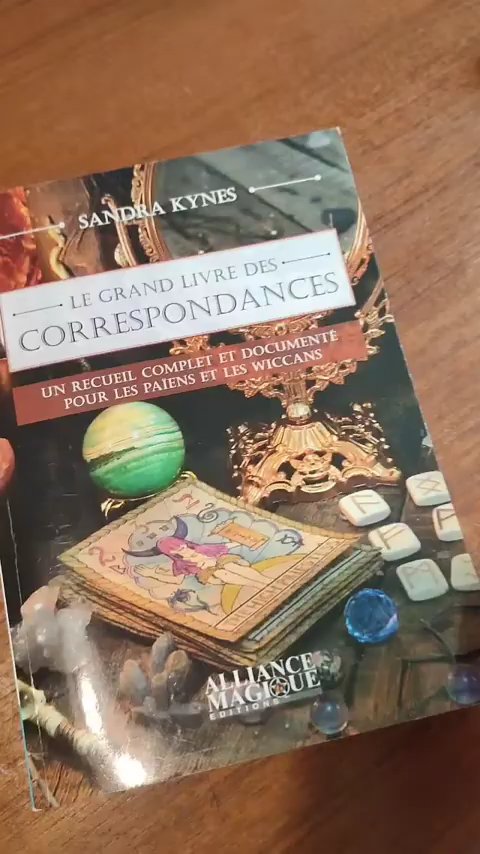 SANDRA KYNES
LE GRAND LIVRE DES
CORRESPONDANCES
UN RECUEIL COMPLET ET DOCUMENTÉ
POUR LES PAÏENS ET LES WICCANS
ALLIANCE
MAGIQUE
EDITIONS